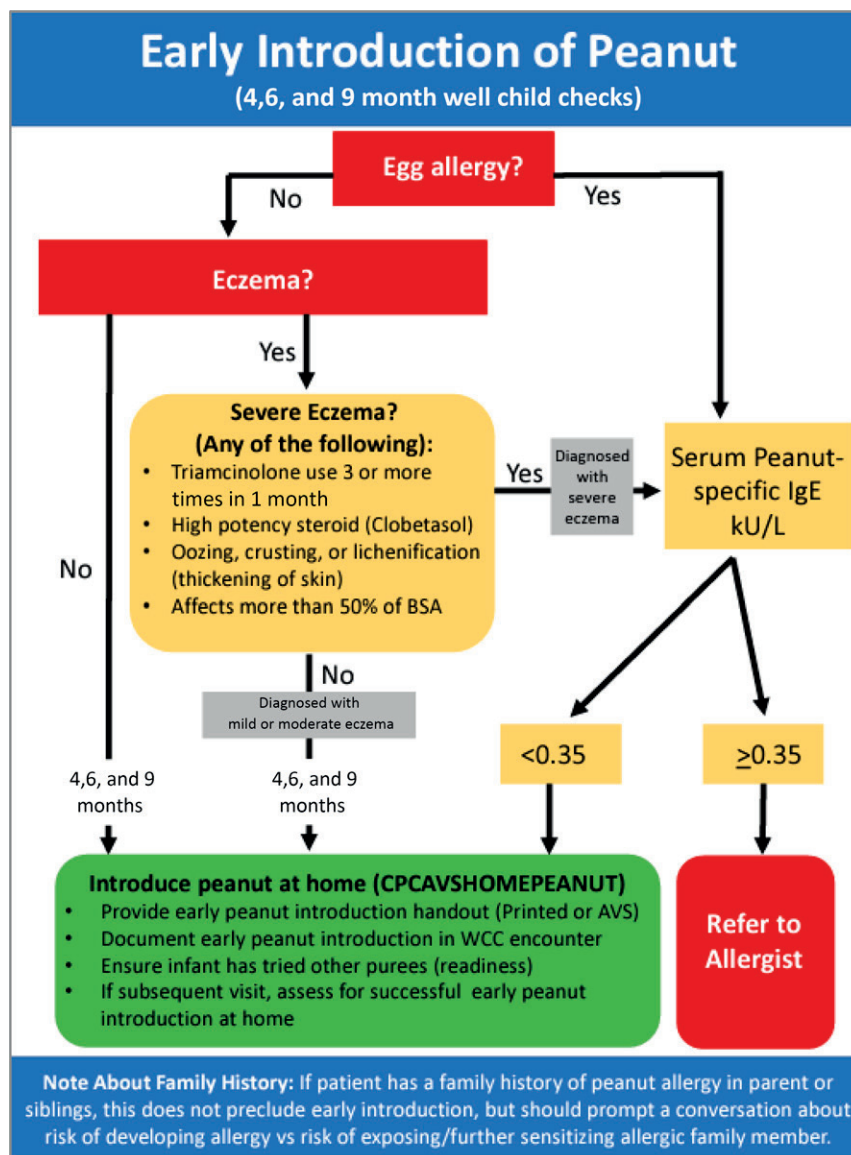 Early Introduction of Peanut
(4,6, and 9 month well child checks)
Egg allergy?
No
Yes
Eczema?
Yes
No
Severe Eczema?
(Any of the following):
• Triamcinolone use 3 or more
times in 1 month
• High potency steroid (Clobetasol)
• Oozing, crusting, or lichenification
(thickening of skin)
• Affects more than 50% of BSA
Yes
Diagnosed
with
severe
eczema
Serum Peanut-
specific IgE
kU/L
No
Diagnosed with
mild or moderate eczema
<0.35
≥0.35
4,6, and 9
months
4,6, and 9
months
Introduce peanut at home (CPCAVSHOMEPEANUT)
• Provide early peanut introduction handout (Printed or AVS)
• Document early peanut introduction in WCC encounter
• Ensure infant has tried other purees (readiness)
• If subsequent visit, assess for successful early peanut
introduction at home
Refer to
Allergist
Note About Family History: If patient has a family history of peanut allergy in parent or
siblings, this does not preclude early introduction, but should prompt a conversation about
risk of developing allergy vs risk of exposing/further sensitizing allergic family member.